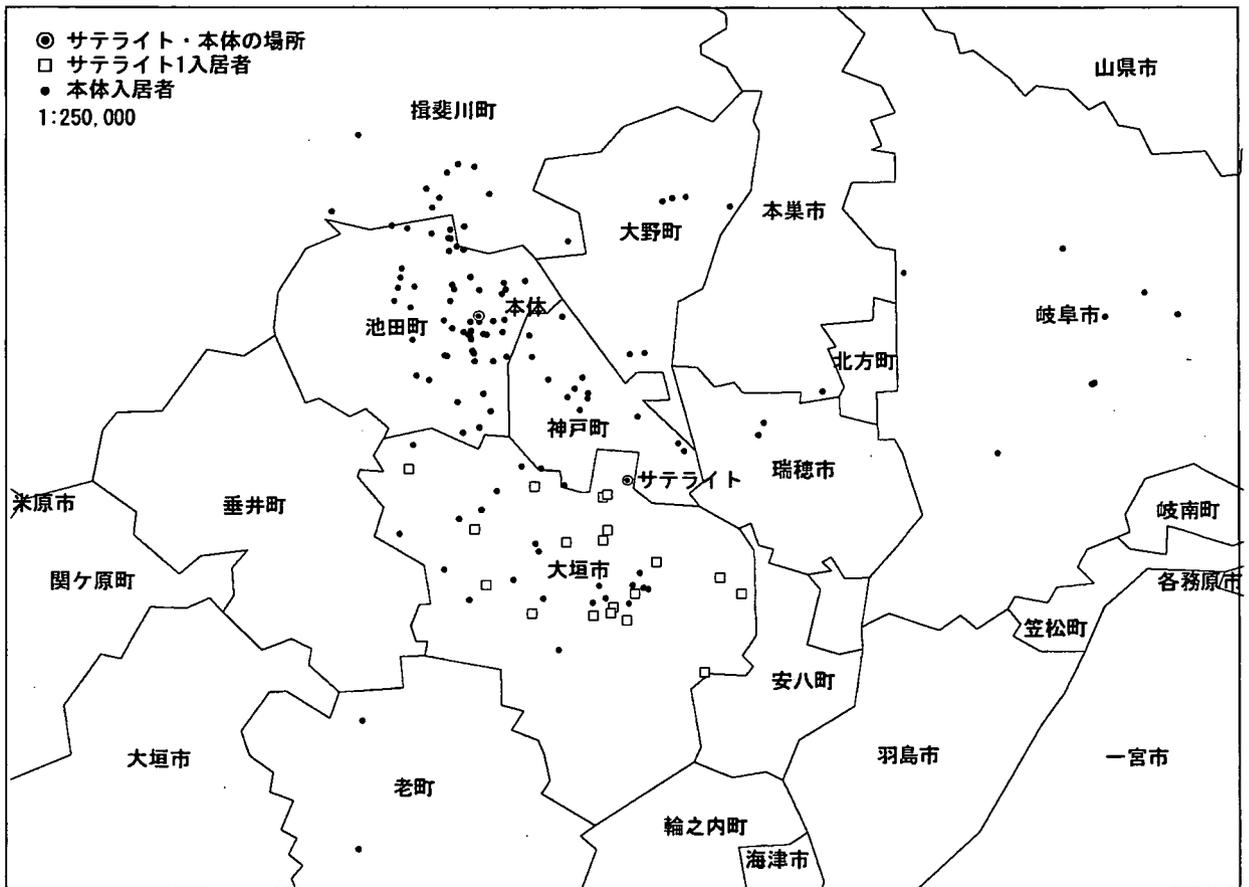 サテライト・本体の場所
サテライト1入居者
本体入居者
1:250,000
山県市
揖斐川町
本巣市
大野町
本体
岐阜市
池田町
北方町
神戸町
瑞穂市
サテライト
米原市
垂井町
岐南町
大垣市
関ケ原町
各務原市
笠松町
安八町
大垣市
羽島市
一宮市
老町
輪之内町
海津市